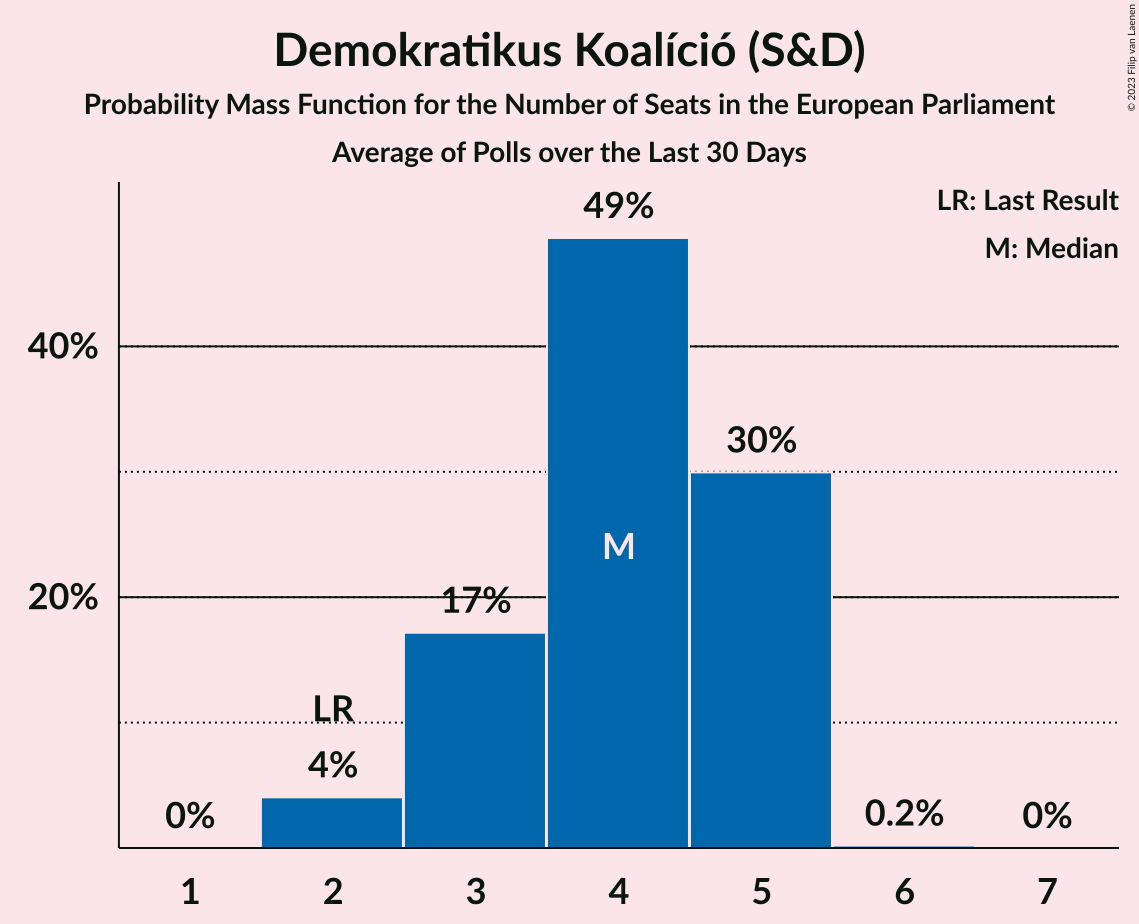 Demokratikus Koalíció (S&D)
Probability Mass Function for the Number of Seats in the European Parliament
Average of Polls over the Last 30 Days
© 2023 Filip van Laenen
LR: Last Result
M: Median
49%
40%
30%
M
20%
17%
LR
4%
0%
0.2%
0%
1 2 3 4 5 6 7